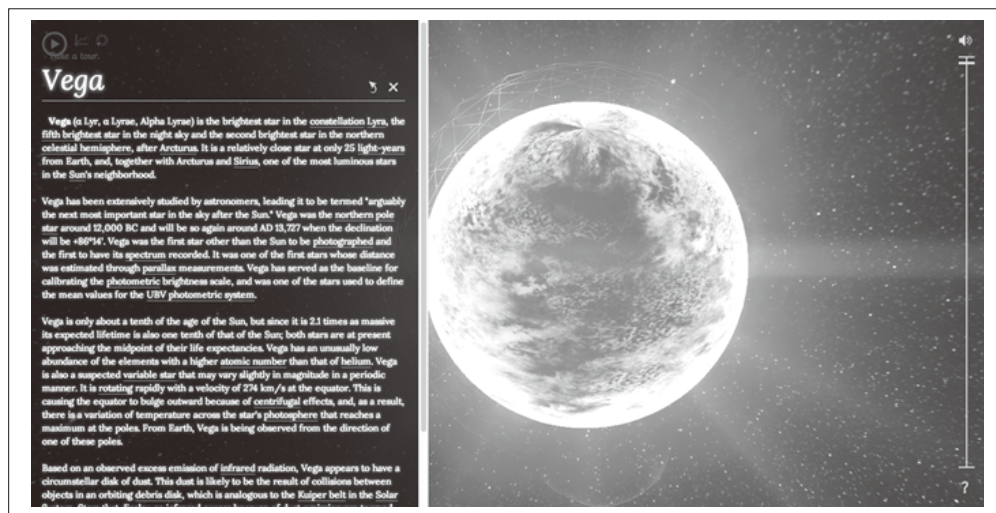 Take a tour.
Vega
Vega (α Lyr, α Lyrae, Alpha Lyrae) is the brightest star in the constellation Lyra, the
fifth brightest star in the night sky and the second brightest star in the northern
celestial hemisphere, after Arcturus. It is a relatively close star at only 25 light-years
from Earth, and, together with Arcturus and Sirius, one of the most luminous stars
in the Sun's neighborhood.
Vega has been extensively studied by astronomers, leading it to be termed "arguably
the next most important star in the sky after the Sun." Vega was the northern pole
star around 12,000 BC and will be so again around AD 13,727 when the declination
will be +86°14'. Vega was the first star other than the Sun to be photographed and
the first to have its spectrum recorded. It was one of the first stars whose distance
was estimated through parallax measurements. Vega has served as the baseline for
calibrating the photometric brightness scale, and was one of the stars used to define
the mean values for the UBV photometric system.
Vega is only about a tenth of the age of the Sun, but since it is 2.1 times as massive
its expected lifetime is also one tenth of that of the Sun; both stars are at present
approaching the midpoint of their life expectancies. Vega has an unusually low
abundance of the elements with a higher atomic number than that of helium. Vega
is also a suspected variable star that may vary slightly in magnitude in a periodic
manner. It is rotating rapidly with a velocity of 274 km/s at the equator. This is
causing the equator to bulge outward because of centrifugal effects, and, as a result,
there is a variation of temperature across the star's photosphere that reaches a
maximum at the poles. From Earth, Vega is being observed from the direction of
one of these poles.
Based on an observed excess emission of infrared radiation, Vega appears to have a
circumstellar disk of dust. This dust is likely to be the result of collisions between
objects in an orbiting debris disk, which is analogous to the Kuiper belt in the Solar
?